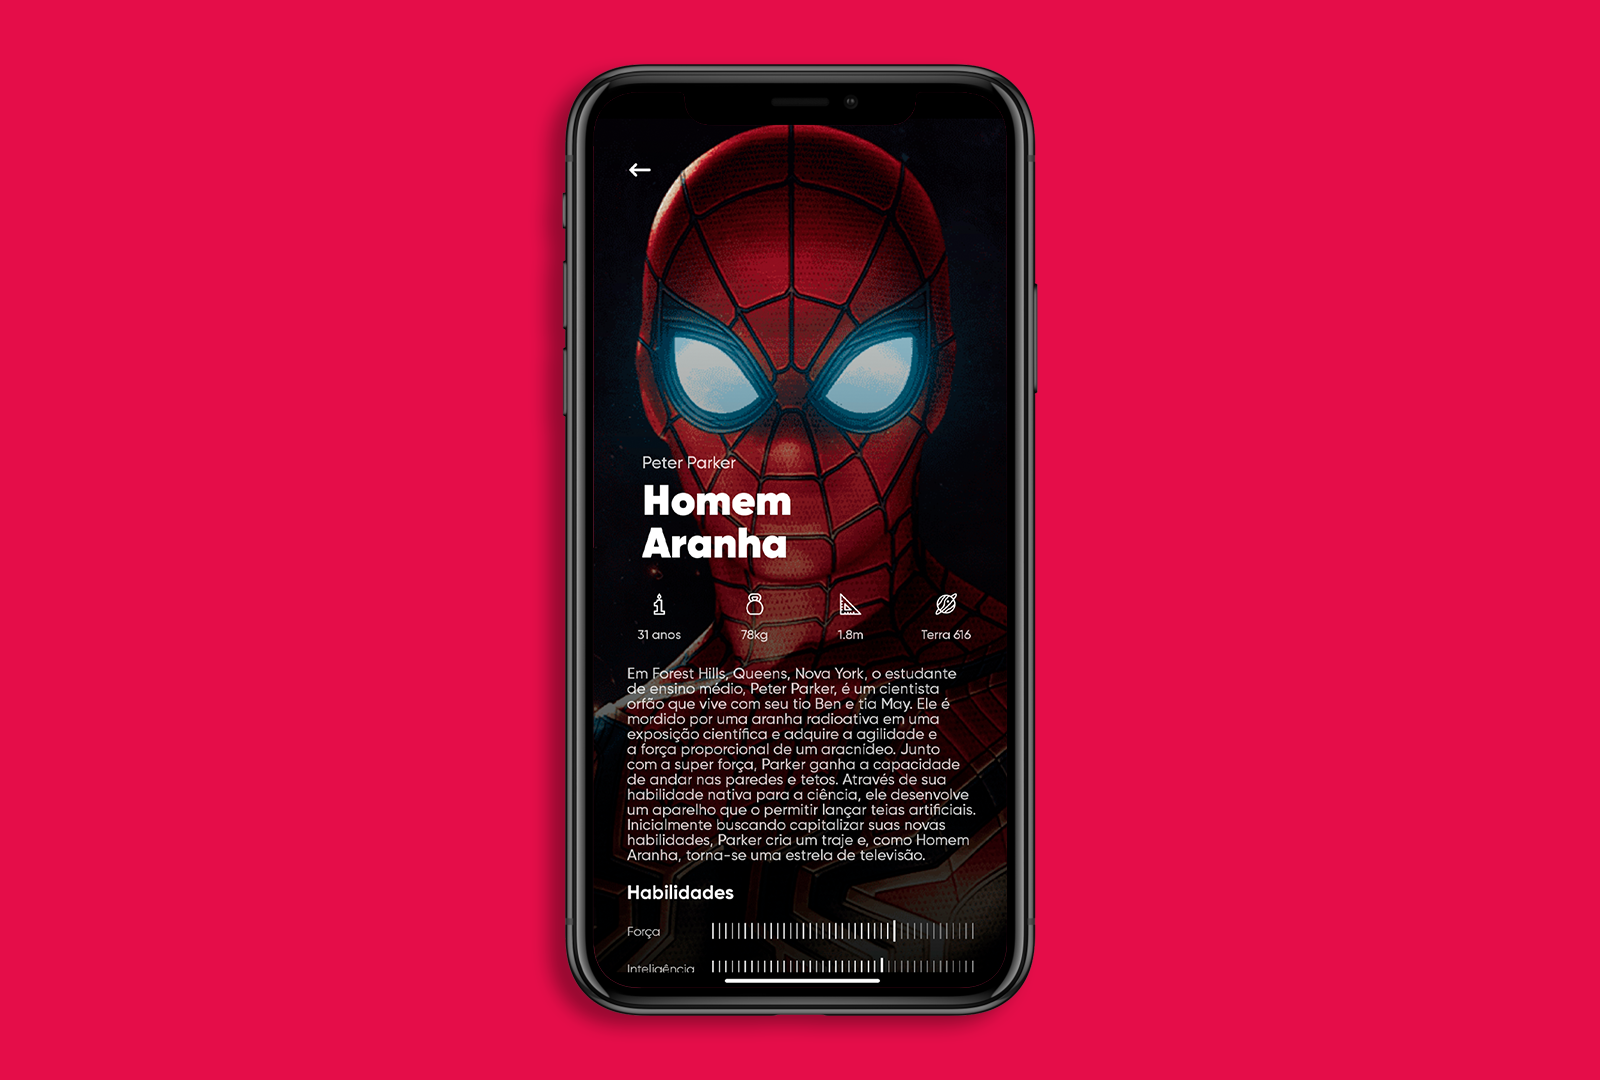 Peter Parker
Homem
Aranha
31 anos
78kg
1.8m
Terra 616
Em Forest Hills, Queens, Nova York, o estudante
de ensino médio, Peter Parker, é um cientista
orfão que vive com seu tio Ben e tia May. Ele é
mordido por uma aranha radioativa em uma
exposição científica e adquire a agilidade e
a força proporcional de um aracnídeo. Junto
com a super força, Parker ganha a capacidade
de andar nas paredes e tetos. Através de sua
habilidade nativa para a ciência, ele desenvolve
um aparelho que o permitir lançar teias artificiais.
Inicialmente buscando capitalizar suas novas
habilidades, Parker cria um traje e, como Homem
Aranha, torna-se uma estrela de televisão.
Habilidades
Força
Inteligência